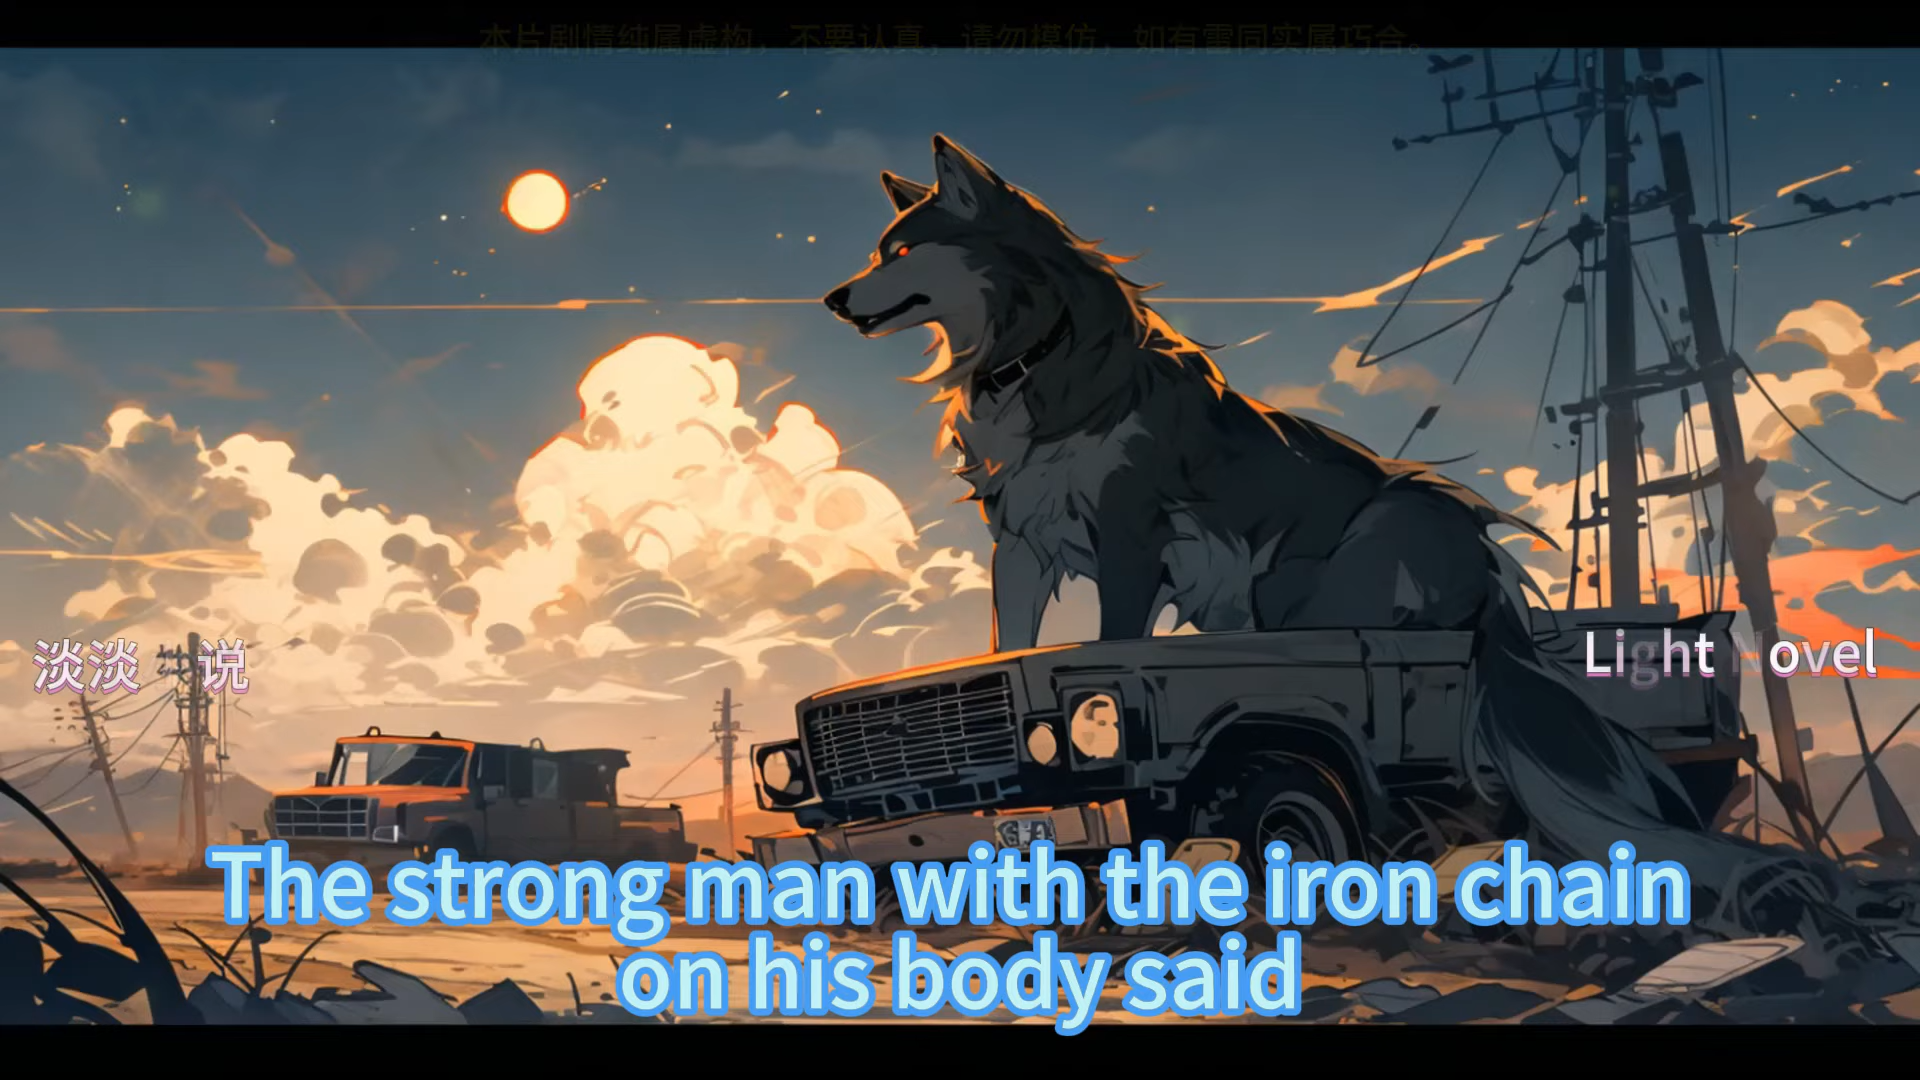 本片剧情纯属虚构，不要认真，请勿模仿，如有雷同实属巧合。
淡淡 说
Light Novel
The strong man with the iron chain
on his body said